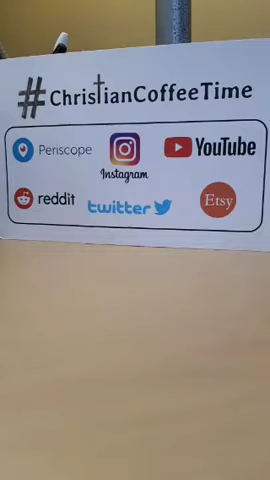 #ChristianCoffeeTime
Periscope
Instagram
YouTube
reddit
twitter
Etsy